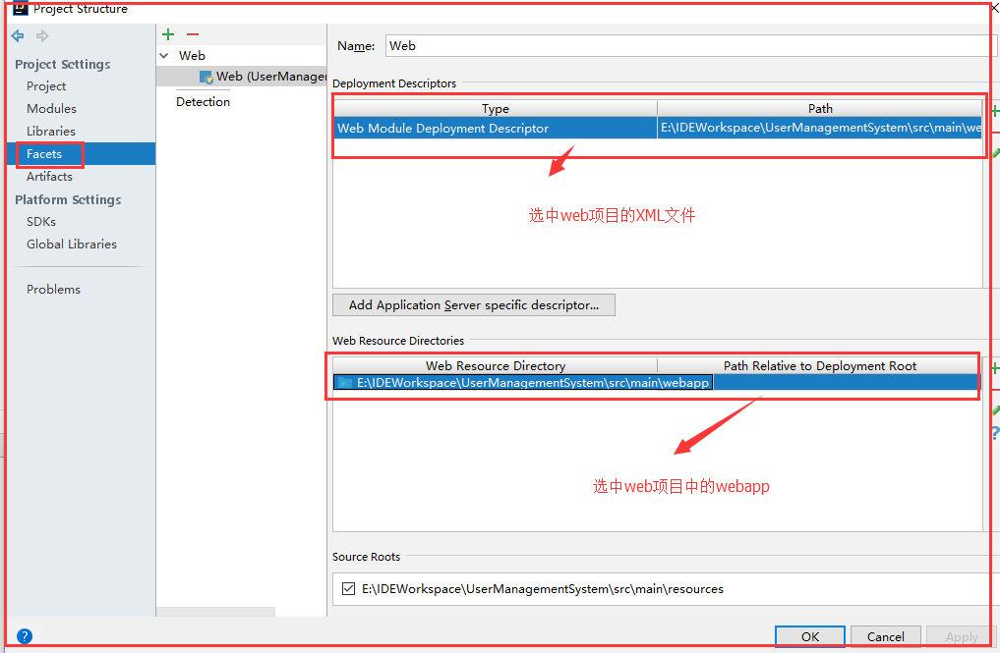 Project Structure
Project Settings
Project
Modules
Libraries
Facets
Artifacts
Platform Settings
SDKs
Global Libraries
Problems
Web
Web (UserManager
Detection
Name: Web
Deployment Descriptors
Type Path
Web Module Deployment Descriptor E:\IDEWorkspace\UserManagementSystem\src\main\we
选中web项目的XML文件
Add Application Server specific descriptor...
Web Resource Directories
Web Resource Directory Path Relative to Deployment Root
E:\IDEWorkspace\UserManagementSystem\src\main\webapp
选中web项目中的webapp
Source Roots
E:\IDEWorkspace\UserManagementSystem\src\main\resources
? OK Cancel Apply